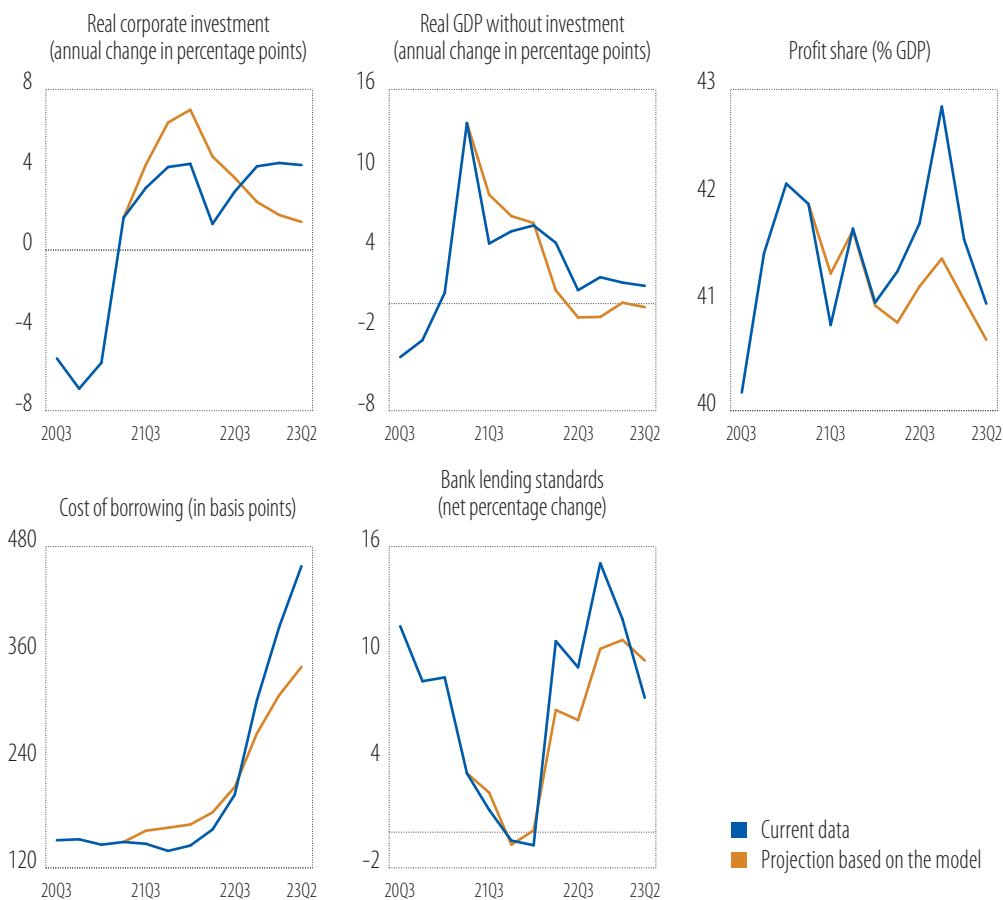 Real corporate investment
(annual change in percentage points)
8
4
0
-4
-8
20Q3 21Q3 22Q3 23Q2
Real GDP without investment
(annual change in percentage points)
16
10
4
-2
-8
20Q3 21Q3 22Q3 23Q2
Profit share (% GDP)
43
42
41
40
20Q3 21Q3 22Q3 23Q2
Cost of borrowing (in basis points)
480
360
240
120
20Q3 21Q3 22Q3 23Q2
Bank lending standards
(net percentage change)
16
10
4
-2
20Q3 21Q3 22Q3 23Q2
Current data
Projection based on the model